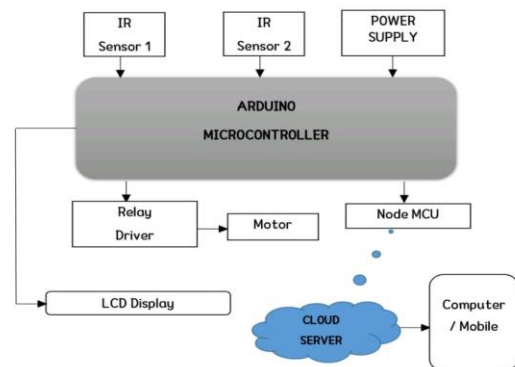 IR
Sensor 1
IR
Sensor 2
POWER
SUPPLY
ARDUINO
MICROCONTROLLER
Relay
Driver
Motor
Node MCU
LCD Display
CLOUD
SERVER
Computer
/ Mobile